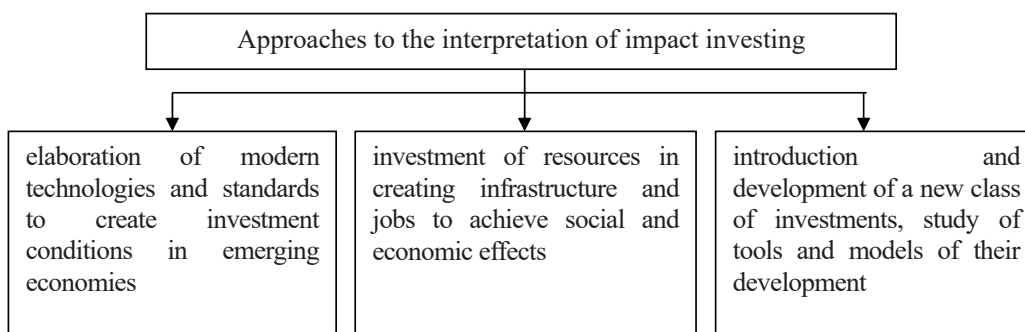 Approaches to the interpretation of impact investing
elaboration of modern
technologies and standards
to create investment
conditions in emerging
economies
investment of resources in
creating infrastructure and
jobs to achieve social and
economic effects
introduction and
development of a new class
of investments, study of
tools and models of their
development